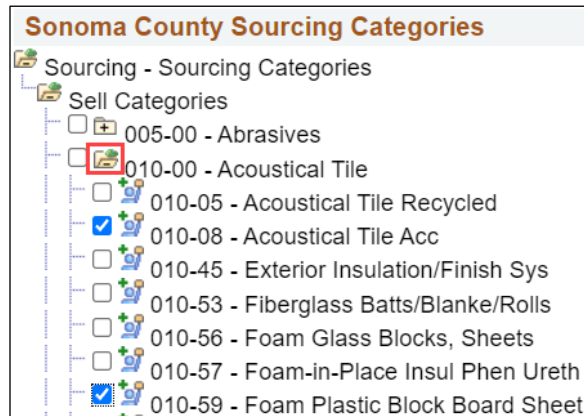 Sonoma County Sourcing Categories
Sourcing - Sourcing Categories
Sell Categories
005-00 - Abrasives
010-00 - Acoustical Tile
010-05 - Acoustical Tile Recycled
010-08 - Acoustical Tile Acc
010-45 - Exterior Insulation/Finish Sys
010-53 - Fiberglass Batts/Blanke/Rolls
010-56 - Foam Glass Blocks, Sheets
010-57 - Foam-in-Place Insul Phen Ureth
010-59 - Foam Plastic Block Board Sheet